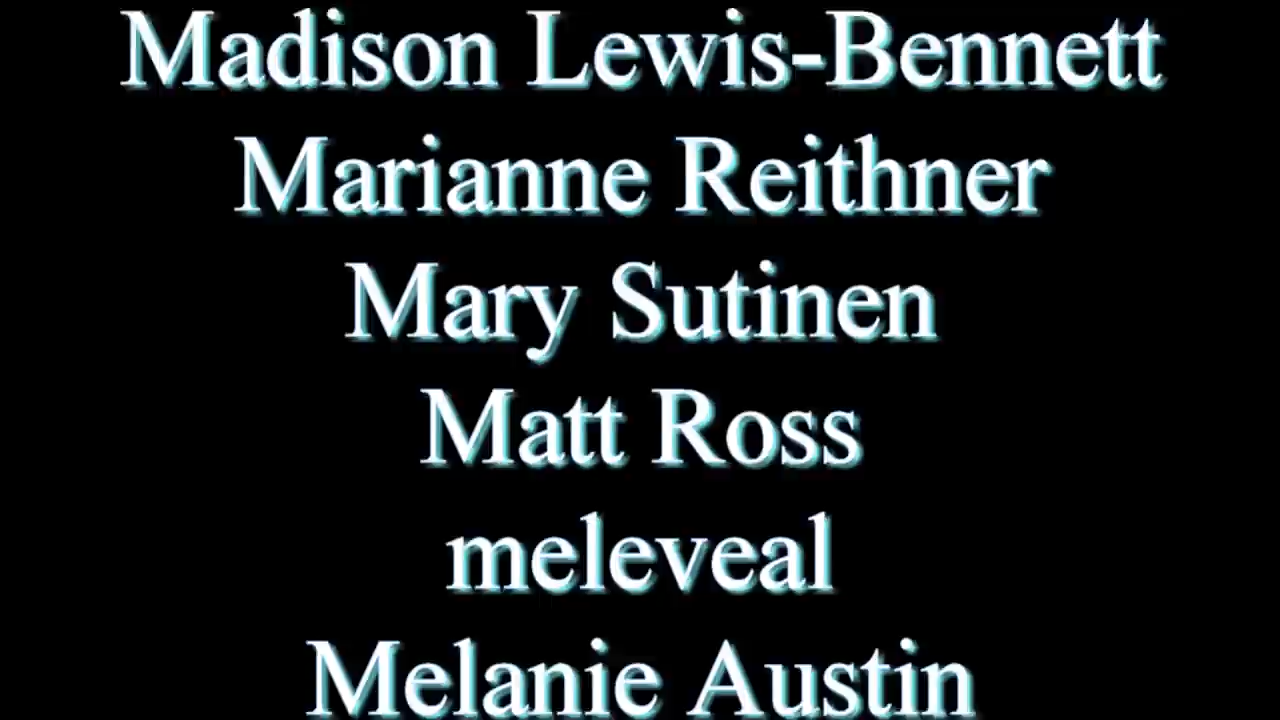 Madison Lewis-Bennett
Marianne Reithner
Mary Sutinen
Matt Ross
meleveal
Melanie Austin